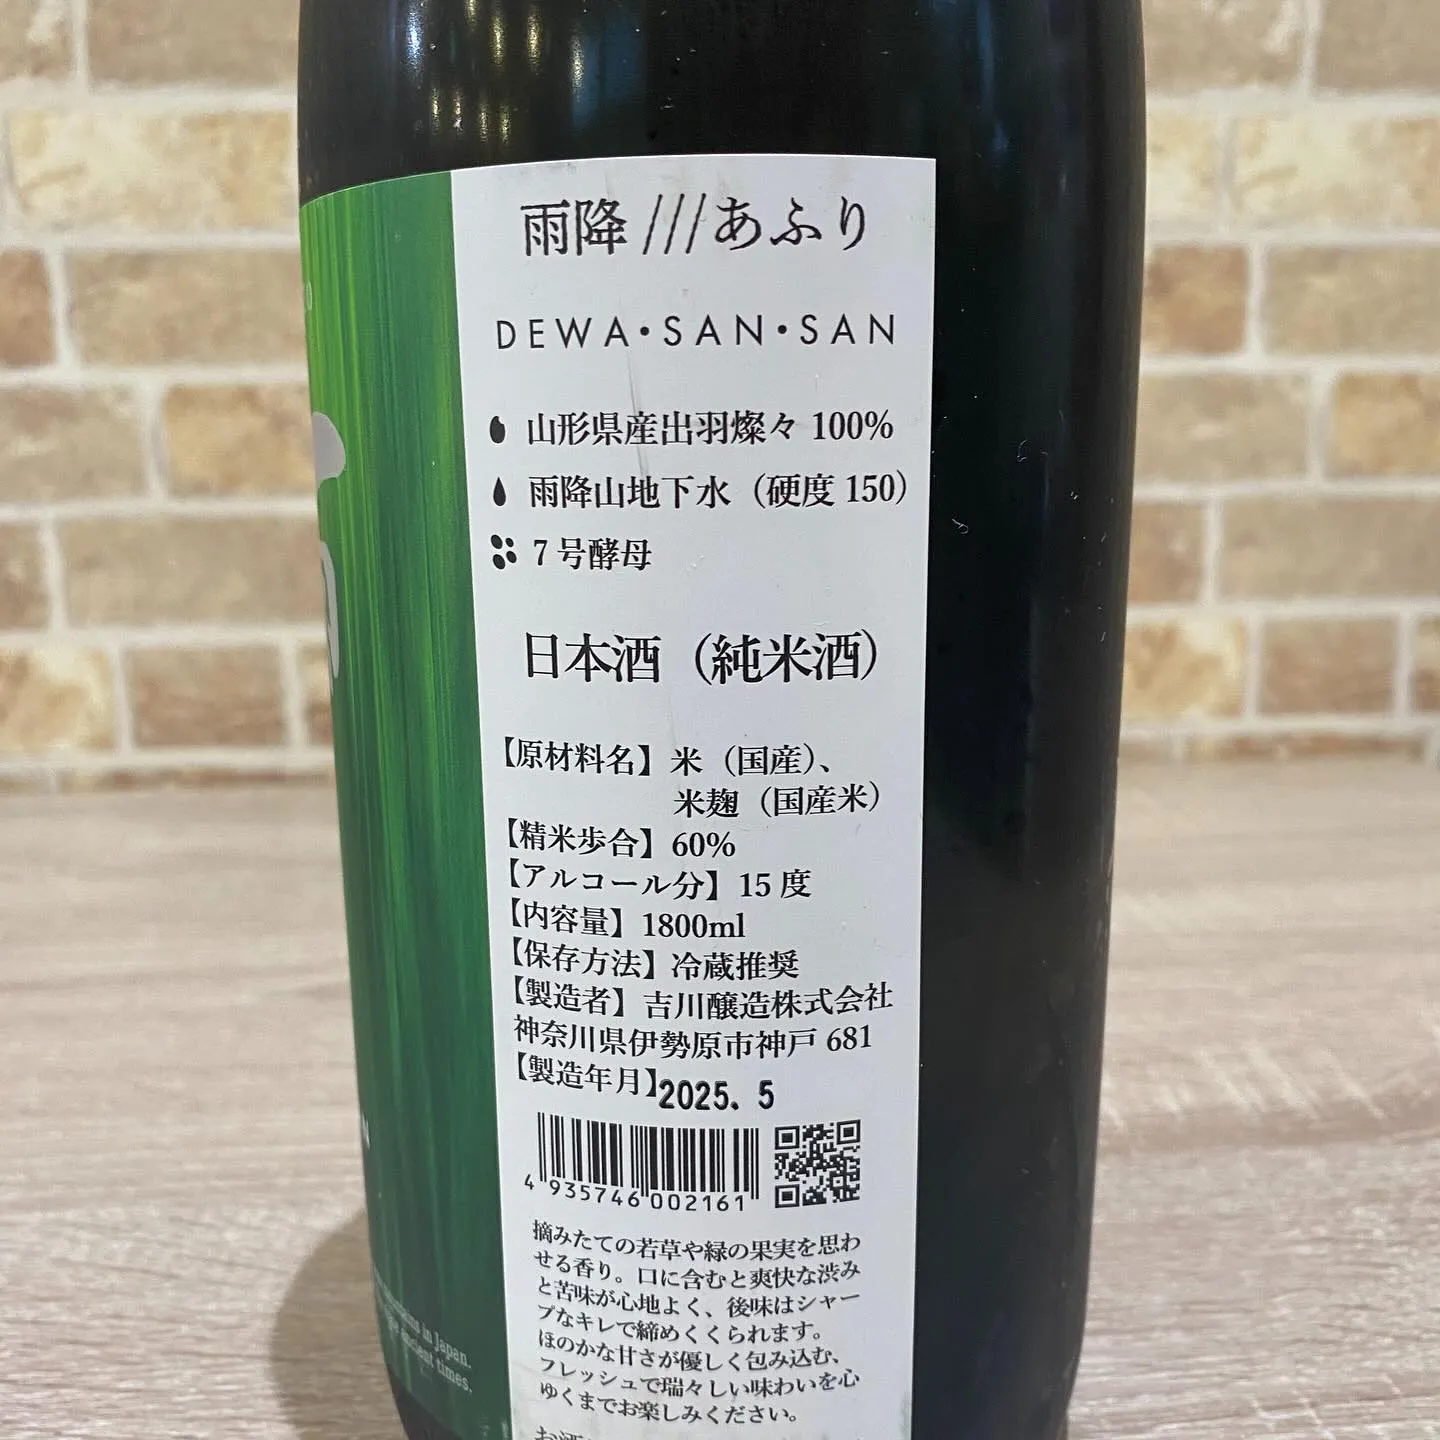 雨降///あふり
DEWA・SAN・SAN
山形県産出羽燦々 100%
雨降山地下水（硬度 150）
7 号酵母
日本酒（純米酒）
【原材料名】米（国産）、
米麹（国産米）
【精米歩合】60%
【アルコール分】15 度
【内容量】1800ml
【保存方法】冷蔵推奨
【製造者】吉川醸造株式会社
神奈川県伊勢原市神戸 681
【製造年月】2025. 5
4 935746 002161
摘みたての若草や緑の果実を思わ
せる香り。口に含むと爽快な渋み
と苦味が心地よく、後味はシャー
プなキレで締めくくられます。
ほのかな甘さが優しく包み込む、
フレッシュで瑞々しい味わいを心
ゆくまでお楽しみください。
in Japan.
ancient times.